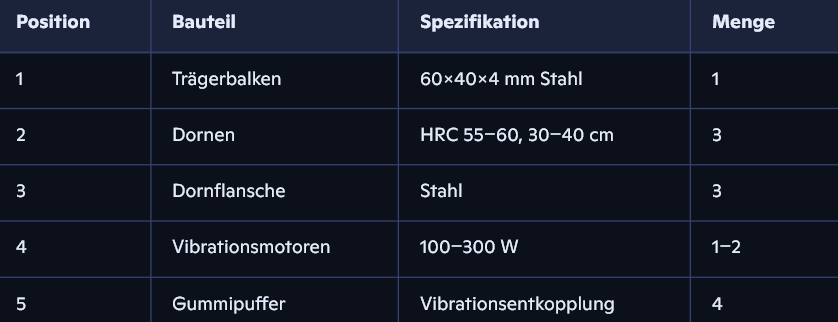 Position Bauteil Spezifikation Menge
1 Trägerbalken 60×40×4 mm Stahl 1
2 Dornen HRC 55–60, 30–40 cm 3
3 Dornflansche Stahl 3
4 Vibrationsmotoren 100–300 W 1–2
5 Gummipuffer Vibrationsentkopplung 4